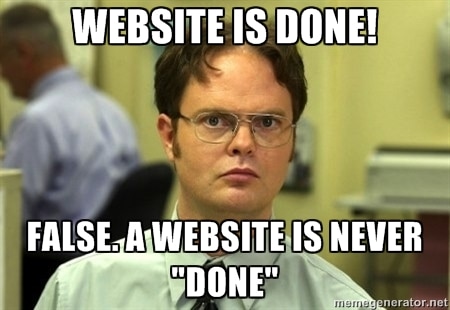 WEBSITE IS DONE!
FALSE. A WEBSITE IS NEVER
"DONE"
memegenerator.net